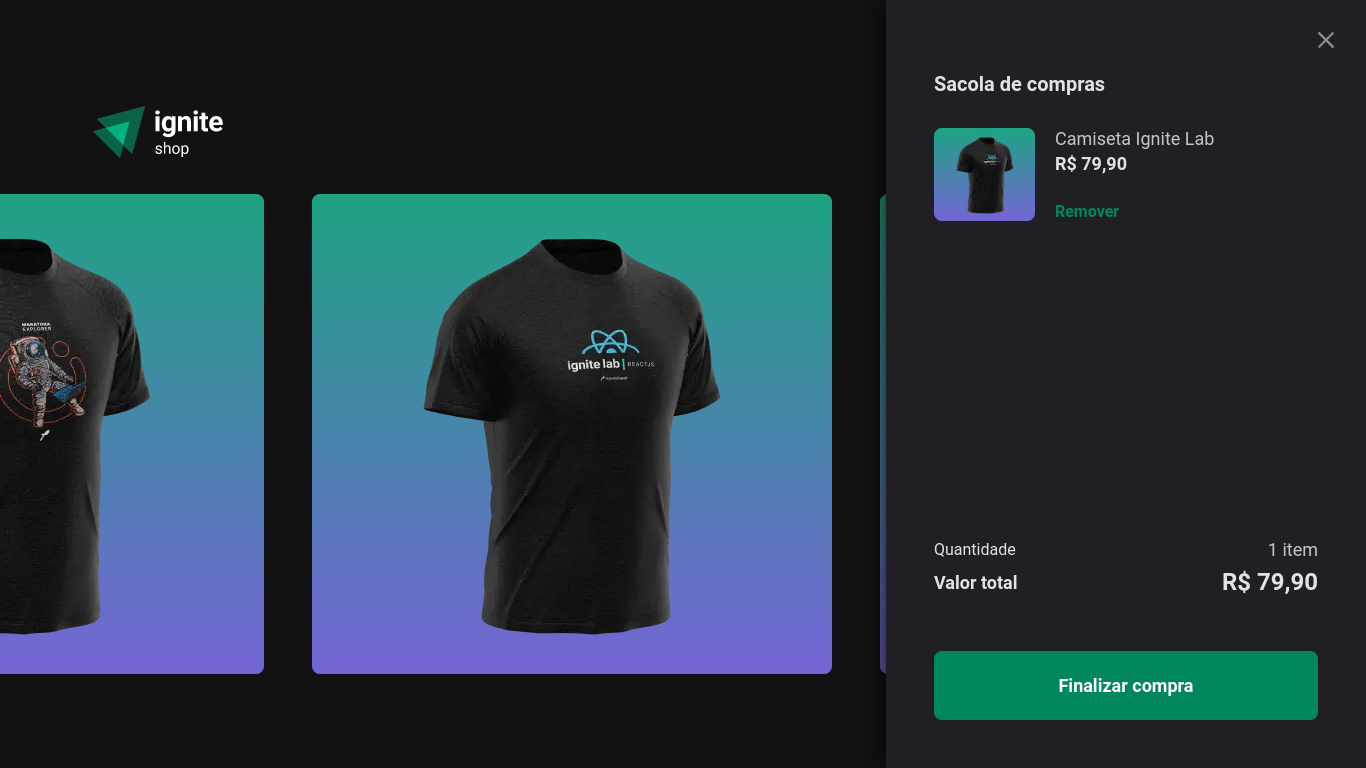 ignite
shop
MANATONA
EXPLORER
ignite lab | REACTJS
Sacola de compras
Camiseta Ignite Lab
R$ 79,90
Remover
Quantidade
1 item
Valor total
R$ 79,90
Finalizar compra